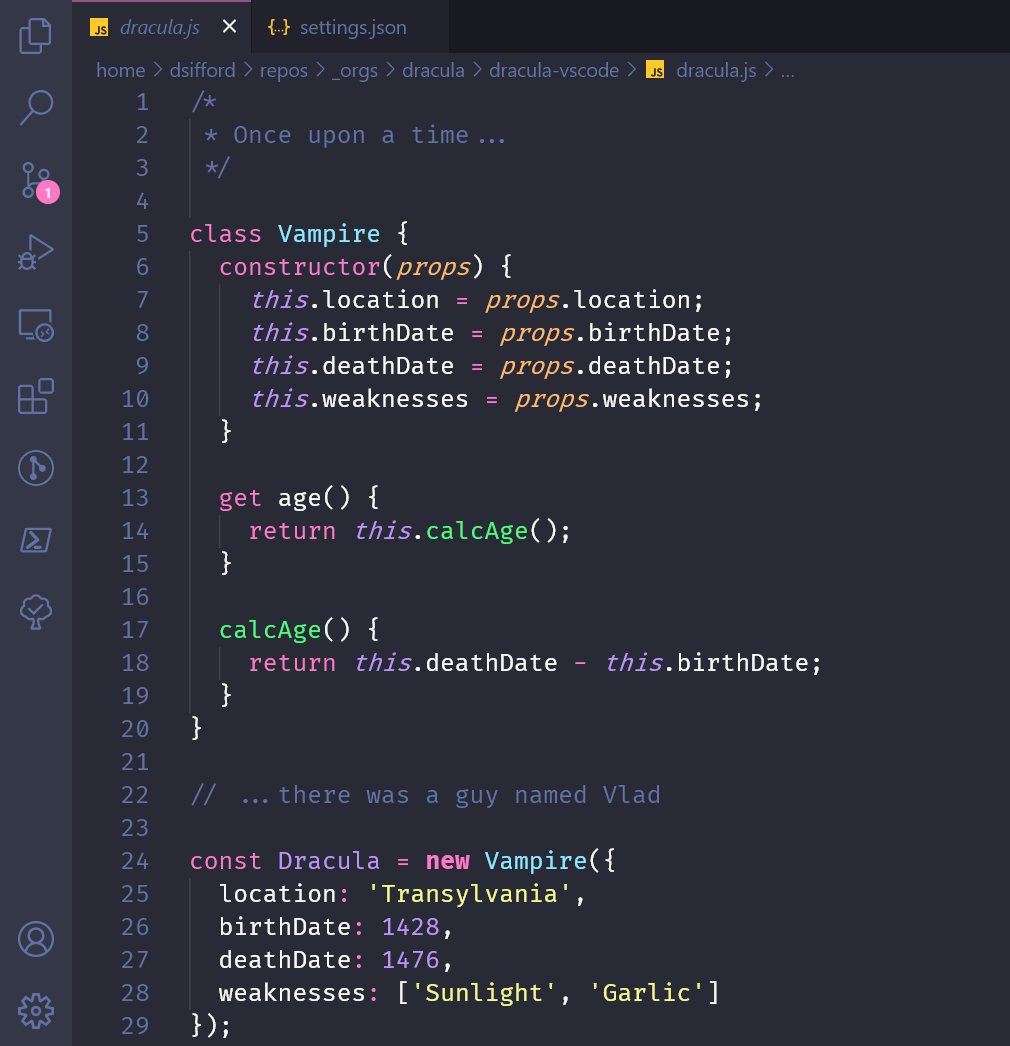 dracula.js × {..} settings.json
home > dsifford > repos > _orgs > dracula > dracula-vscode > JS dracula.js > ...
1 /*
2  * Once upon a time...
3  */
4
5 class Vampire {
6   constructor(props) {
7     this.location = props.location;
8     this.birthDate = props.birthDate;
9     this.deathDate = props.deathDate;
10     this.weaknesses = props.weaknesses;
11   }
12
13   get age() {
14     return this.calcAge();
15   }
16
17   calcAge() {
18     return this.deathDate - this.birthDate;
19   }
20 }
21
22 // ...there was a guy named Vlad
23
24 const Dracula = new Vampire({
25   location: 'Transylvania',
26   birthDate: 1428,
27   deathDate: 1476,
28   weaknesses: ['Sunlight', 'Garlic']
29 });
1